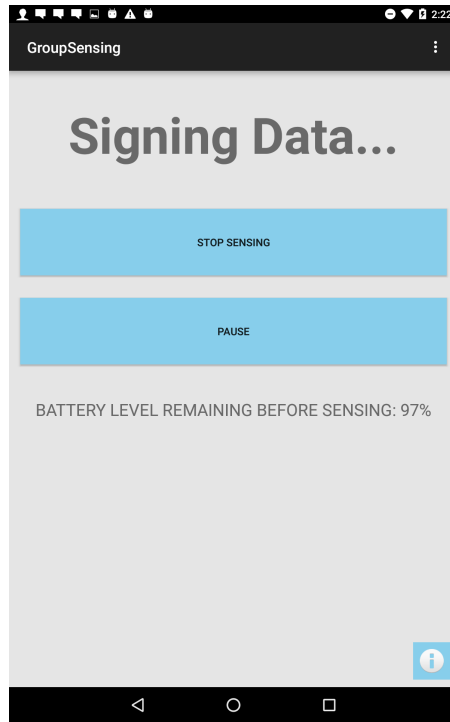 2:22
GroupSensing
Signing Data...
STOP SENSING
PAUSE
BATTERY LEVEL REMAINING BEFORE SENSING: 97%